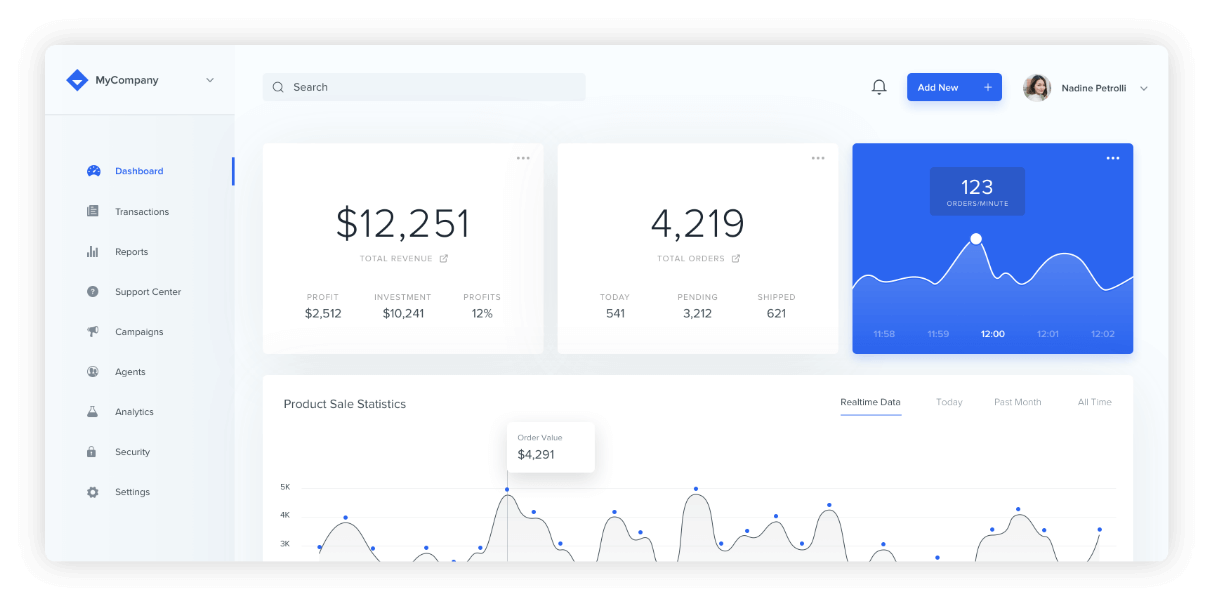 MyCompany
Search
Add New +
Nadine Petrolli
Dashboard
Transactions
Reports
Support Center
Campaigns
Agents
Analytics
Security
Settings
$12,251
TOTAL REVENUE
PROFIT INVESTMENT PROFITS
$2,512 $10,241 12%
4,219
TOTAL ORDERS
TODAY PENDING SHIPPED
541 3,212 621
123
ORDERS/MINUTE
11:58 11:59 12:00 12:01 12:02
Product Sale Statistics
Realtime Data Today Past Month All Time
Order Value
$4,291
5K
4K
3K